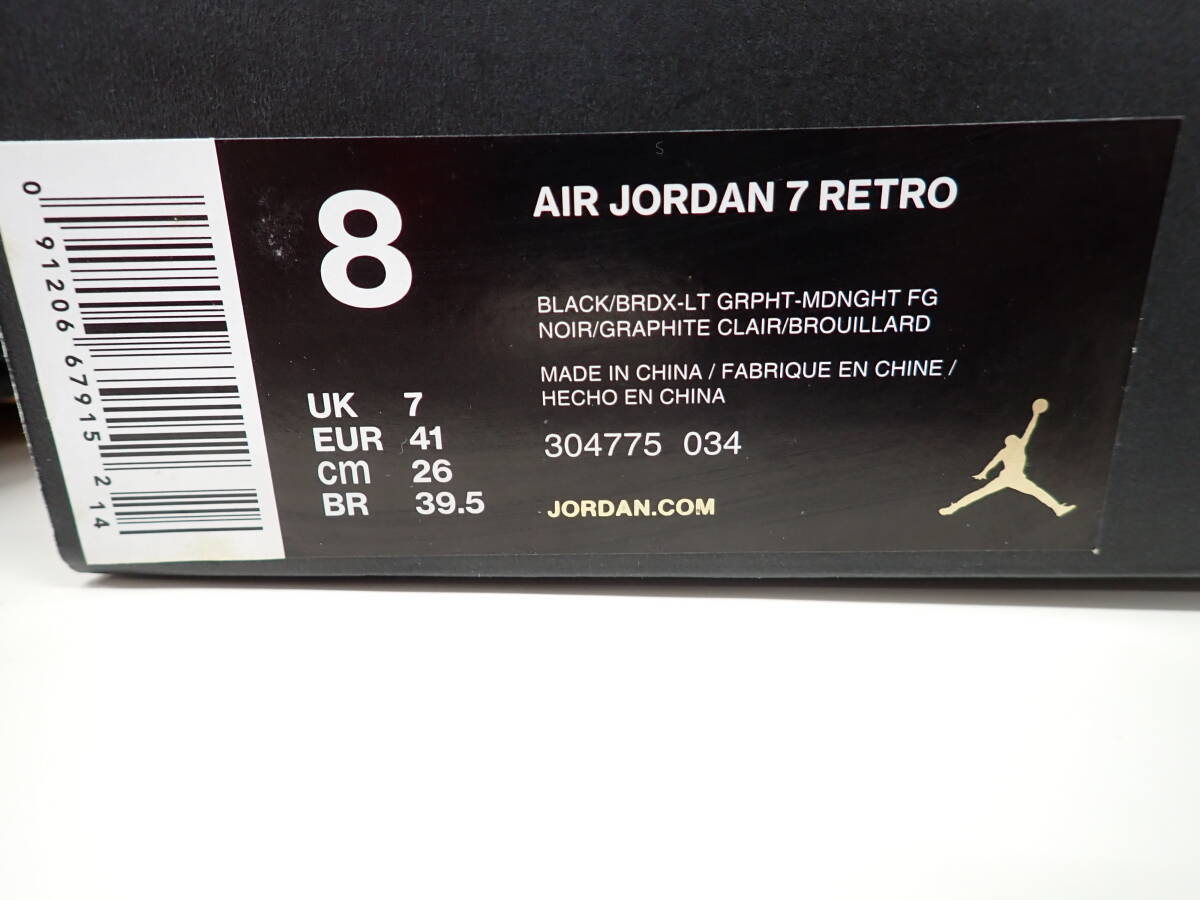 0 91206 67915 2 14
8
UK 7
EUR 41
cm 26
BR 39.5
S
AIR JORDAN 7 RETRO
BLACK/BRDX-LT GRPHT-MDNGHT FG
NOIR/GRAPHITE CLAIR/BROUILLARD
MADE IN CHINA / FABRIQUE EN CHINE /
HECHO EN CHINA
304775 034
JORDAN.COM